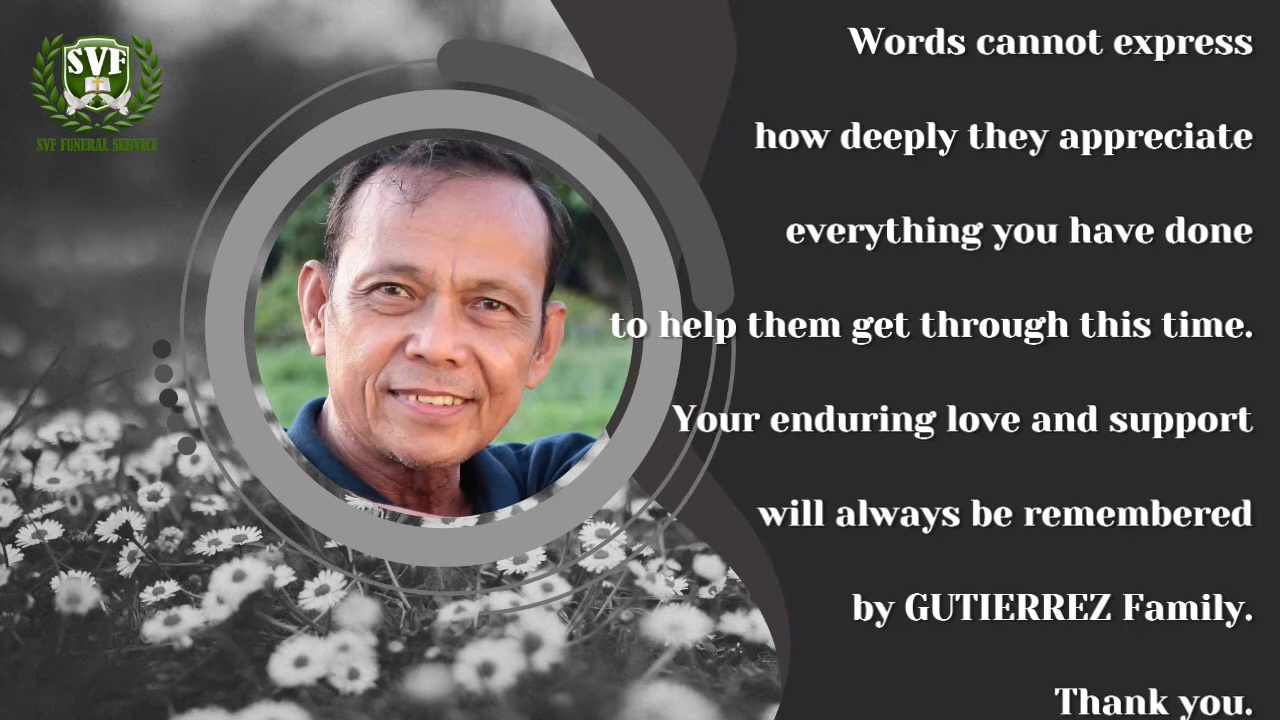 SVF
SVF FUNERAL SERVICE
Words cannot express
how deeply they appreciate
everything you have done
to help them get through this time.
Your enduring love and support
will always be remembered
by GUTIERREZ Family.
Thank you.